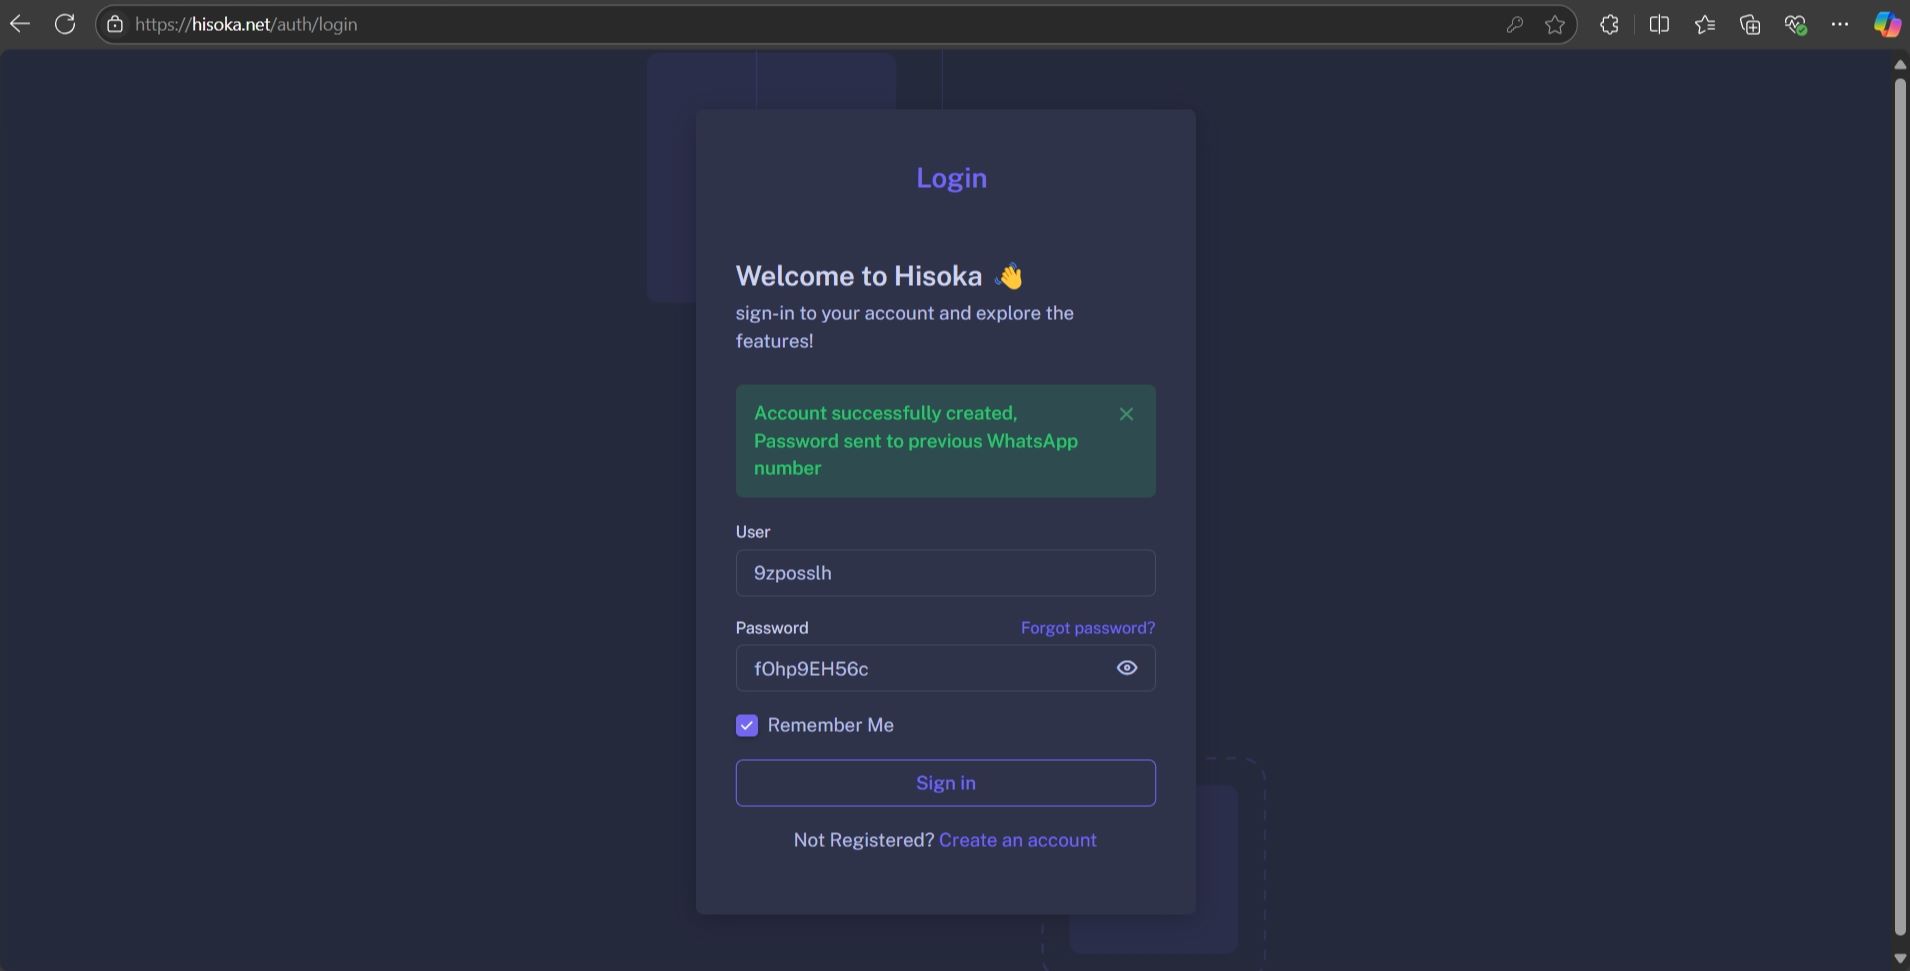 https://hisoka.net/auth/login
Login
Welcome to Hisoka 👋
sign-in to your account and explore the
features!
Account successfully created,
Password sent to previous WhatsApp
number
User
9zposslh
Password Forgot password?
fOhp9EH56c
Remember Me
Sign in
Not Registered? Create an account